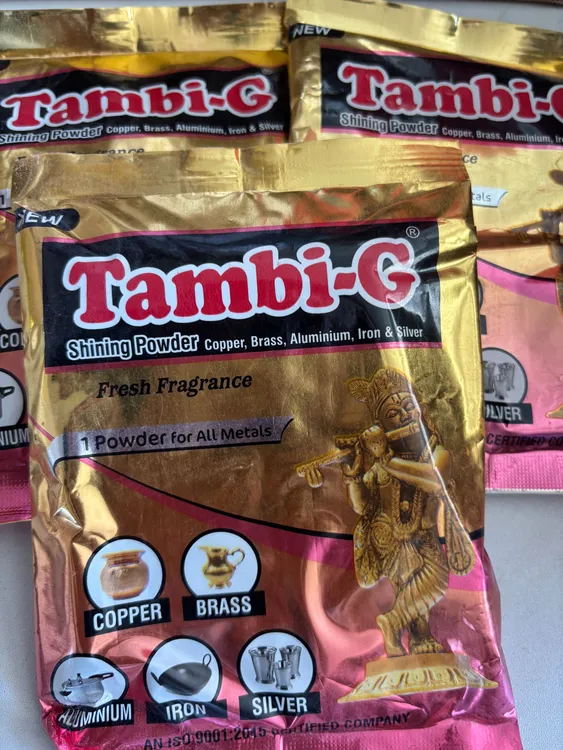 Tambi-G
Shining Powder Copper, Brass, Aluminium, Iron & Silver
NEW
Tambi-G
Shining Powder Copper, Brass, Aluminium, Ir
NEW
Tambi-G®
Shining Powder Copper, Brass, Aluminium, Iron & Silver
Fresh Fragrance
1 Powder for All Metals
COPPER
BRASS
ALUMINIUM
IRON
SILVER
AN ISO 9001:2015 CERTIFIED COMPANY